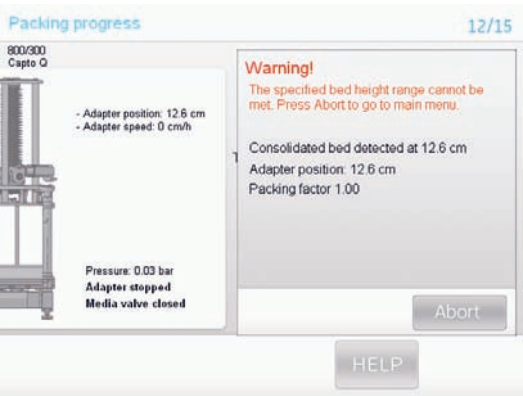 Packing progress
12/15
800/300
Capto Q
- Adapter position: 12.6 cm
- Adapter speed: 0 cm/h
Pressure: 0.03 bar
Adapter stopped
Media valve closed
Warning!
The specified bed height range cannot be
met. Press Abort to go to main menu.
Consolidated bed detected at 12.6 cm
Adapter position: 12.6 cm
Packing factor 1.00
Abort
HELP